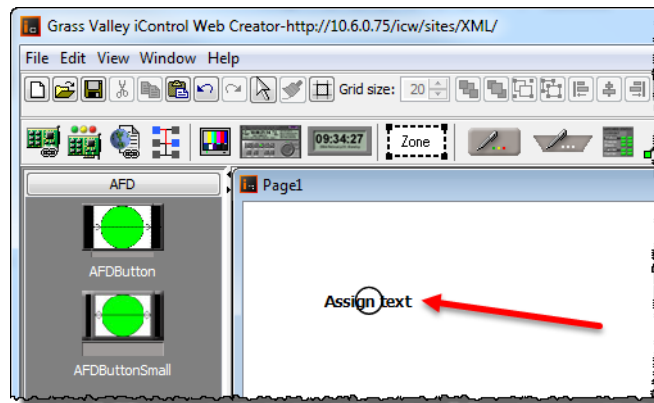 Grass Valley iControl Web Creator-http://10.6.0.75/icw/sites/XML/
File Edit View Window Help
Grid size: 20
09:34:27
Zone
AFD
Page1
AFDButton
Assign text
AFDButtonSmall